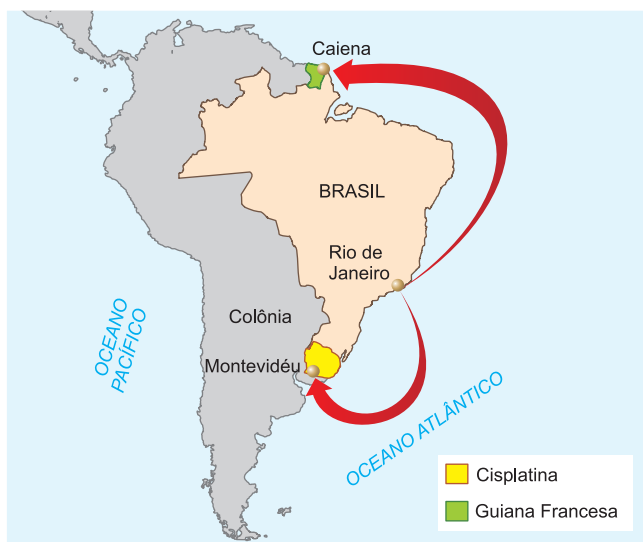 Caiena
BRASIL
Rio de
Janeiro
Colônia
Montevidéu
OCEANO
PACÍFICO
OCEANO ATLÂNTICO
Cisplatina
Guiana Francesa